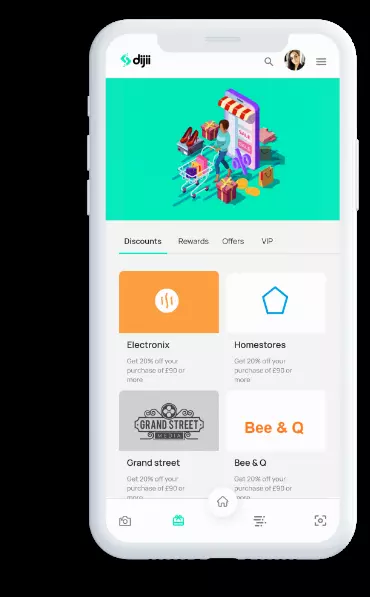 dijii
SALE
Discounts Rewards Offers VIP
Electronix
Get 20% off your
purchase of £90 or
more
Homestores
Get 20% off your
purchase of £90 or
more
GRAND STREET
MEDIA
Grand street
Get 20% off your
purchase of £90 or
more
Bee & Q
Bee & Q
Get 20% off your
purchase of £90 or
more